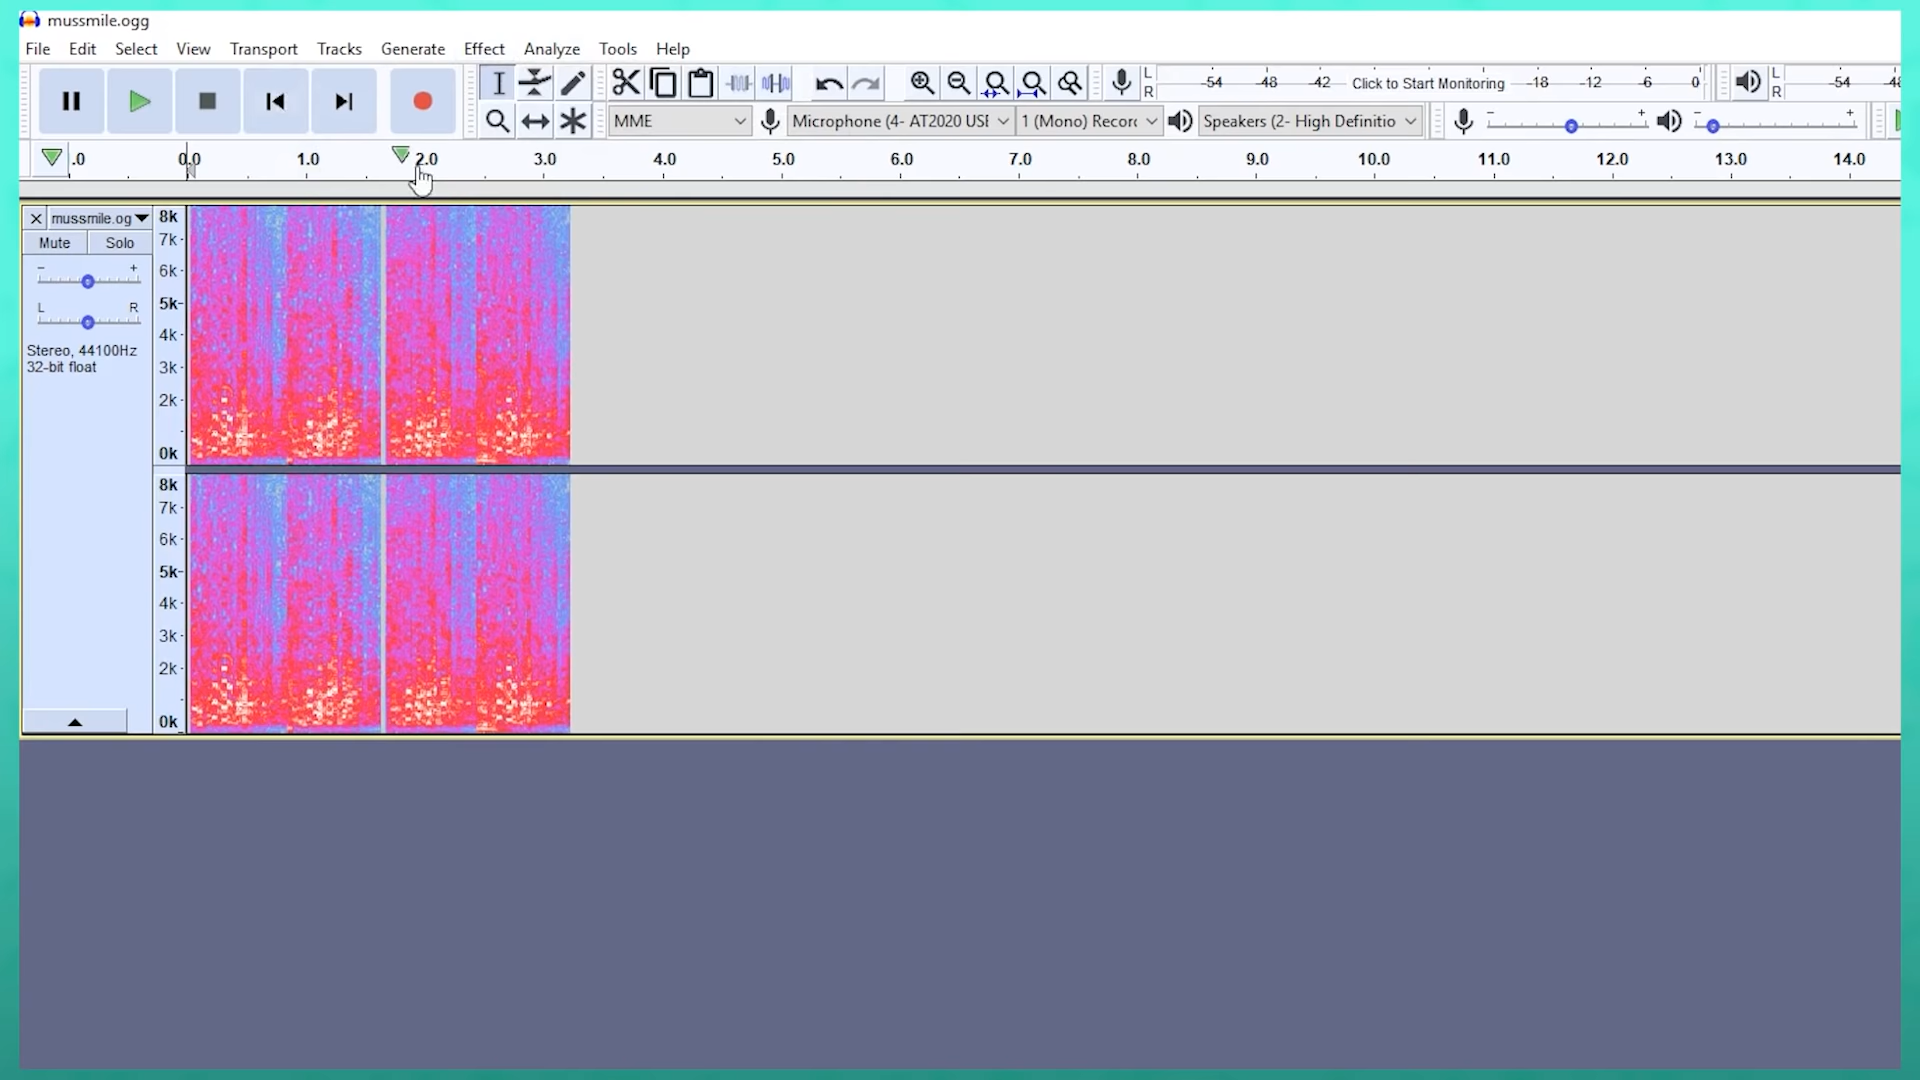 mussmile.ogg
File Edit Select View Transport Tracks Generate Effect Analyze Tools Help
L R -54 -48 -42 Click to Start Monitoring -18 -12 -6 0 L R -54 -48
MME Microphone (4- AT2020 USI 1 (Mono) Recor Speakers (2- High Definitio - + - +
.0 0.0 1.0 2.0 3.0 4.0 5.0 6.0 7.0 8.0 9.0 10.0 11.0 12.0 13.0 14.0
mussmile.og 8k
Mute Solo 7k
- + 6k
L R 5k
4k
Stereo, 44100Hz
32-bit float 3k
2k
0k
8k
7k
6k
5k
4k
3k
2k
0k